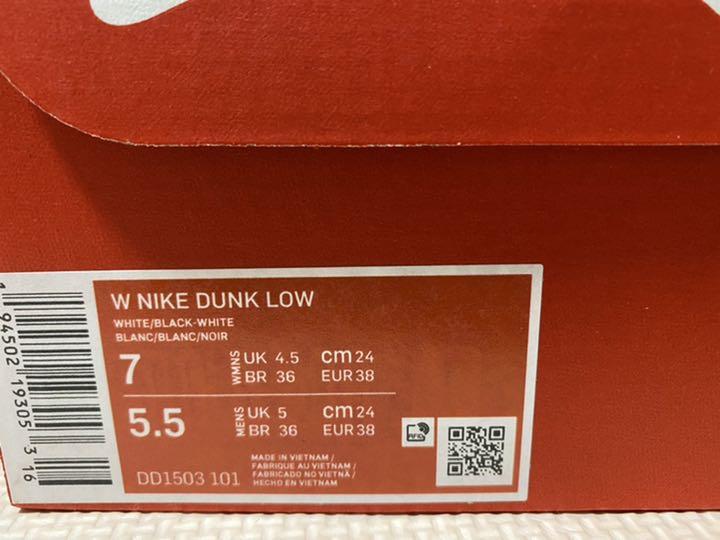 W NIKE DUNK LOW
WHITE/BLACK-WHITE
BLANC/BLANC/NOIR
7 WMNS UK 4.5 cm 24
BR 36 EUR 38
5.5 MENS UK 5 cm 24
BR 36 EUR 38
MADE IN VIETNAM /
FABRIQUE AU VIETNAM /
FABRICADO NO VIETNÃ /
HECHO EN VIETNAM
DD1503 101
RFID
1 94502 19305 3 16